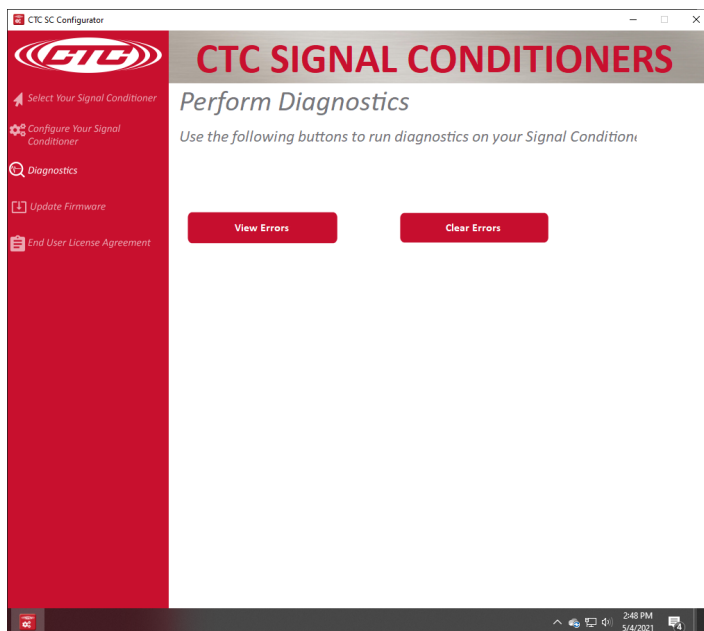 CTC SC Configurator
CTC
CTC SIGNAL CONDITIONERS
Select Your Signal Conditioner
Configure Your Signal
Conditioner
Diagnostics
Update Firmware
End User License Agreement
Perform Diagnostics
Use the following buttons to run diagnostics on your Signal
View Errors
Clear Errors
2:48 PM
5/4/2021
4